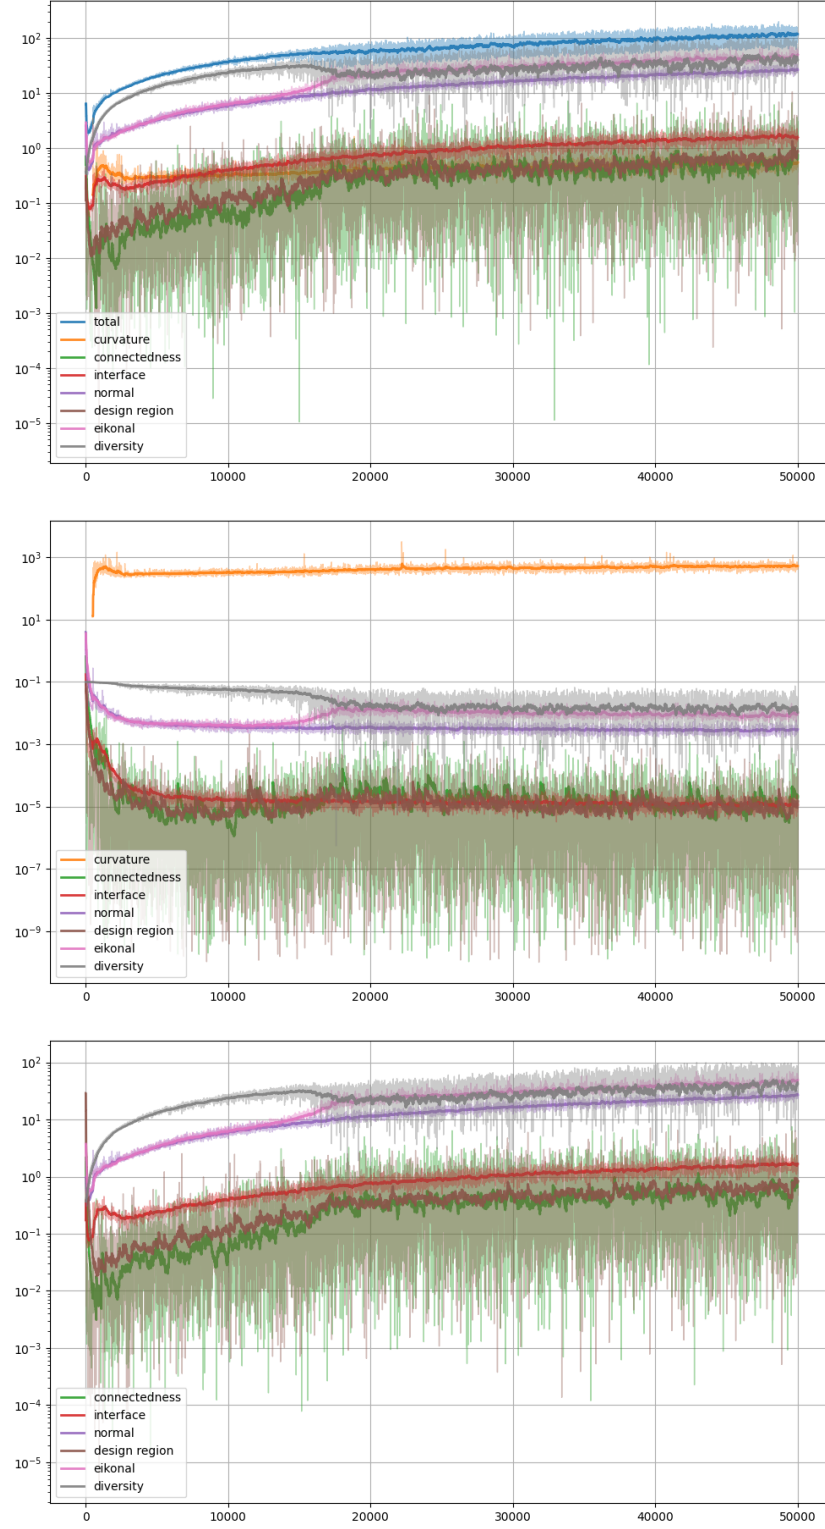 10²
10¹
10⁰
10⁻¹
10⁻²
10⁻³
10⁻⁴
10⁻⁵
total
curvature
connectedness
interface
normal
design region
eikonal
diversity
0 10000 20000 30000 40000 50000
10³
10¹
10⁻¹
10⁻³
10⁻⁵
10⁻⁷
10⁻⁹
curvature
connectedness
interface
normal
design region
eikonal
diversity
0 10000 20000 30000 40000 50000
10²
10¹
10⁰
10⁻¹
10⁻²
10⁻³
10⁻⁴
10⁻⁵
connectedness
interface
normal
design region
eikonal
diversity
0 10000 20000 30000 40000 50000